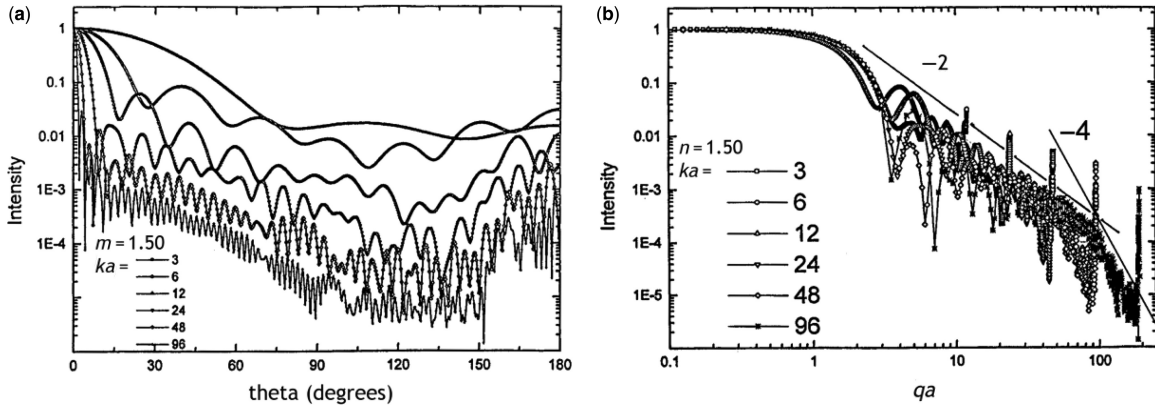 (a)
1
0.1
0.01
1E-3
1E-4
Intensity
m = 1.50
ka =
3
6
12
24
48
96
0 30 60 90 120 150 180
theta (degrees)
(b)
1
0.1
0.01
1E-3
1E-4
1E-5
Intensity
−2
−4
n = 1.50
ka =
3
6
12
24
48
96
0.1 1 10 100
qa